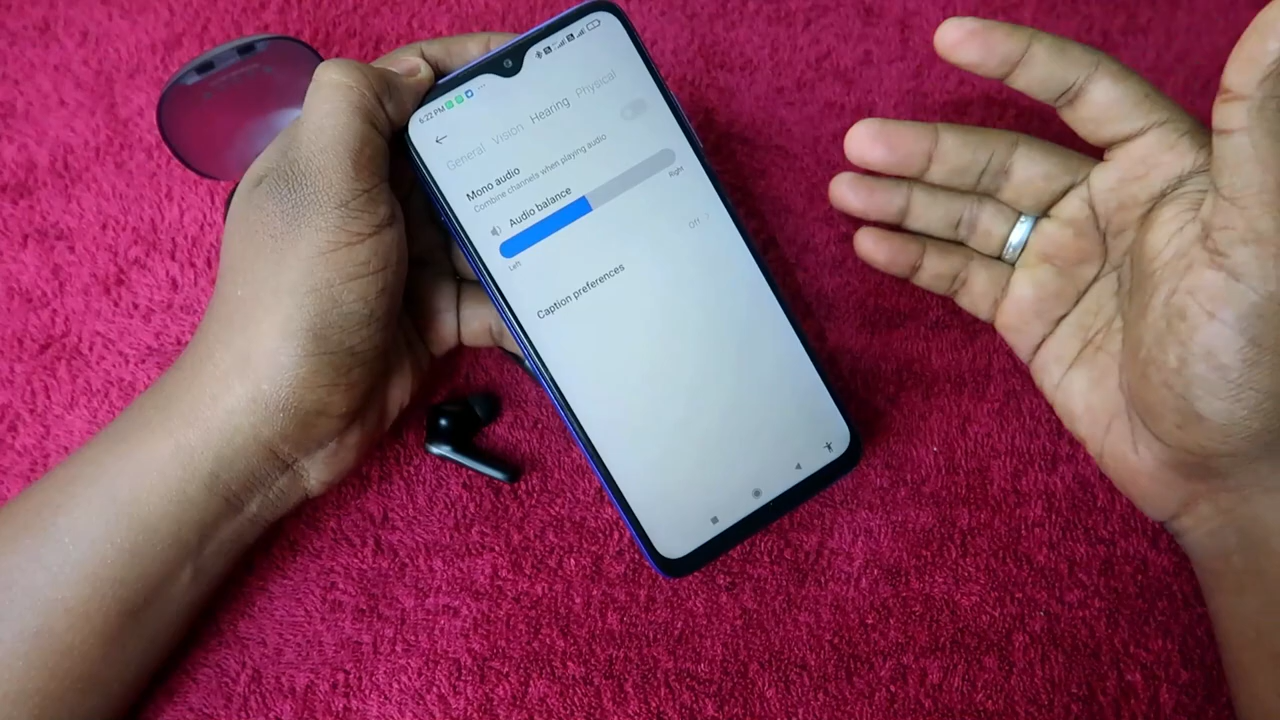 6:22 PM
General Vision Hearing Physical
Mono audio
Combine channels when playing audio
Audio balance
Left
Right
Caption preferences
Off